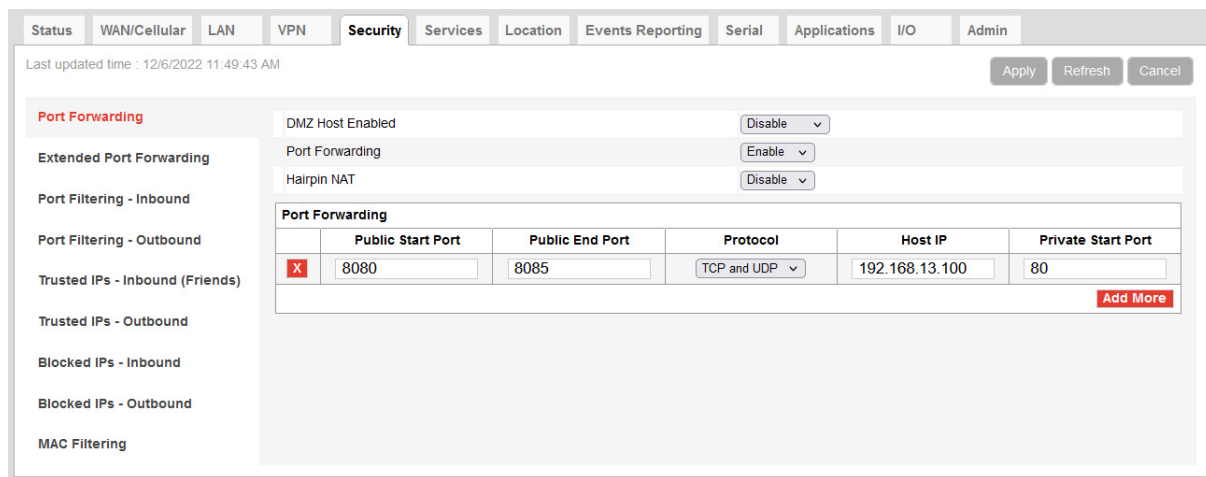 Status WAN/Cellular LAN VPN Security Services Location Events Reporting Serial Applications I/O Admin
Last updated time : 12/6/2022 11:49:43 AM
Apply Refresh Cancel
Port Forwarding
Extended Port Forwarding
Port Filtering - Inbound
Port Filtering - Outbound
Trusted IPs - Inbound (Friends)
Trusted IPs - Outbound
Blocked IPs - Inbound
Blocked IPs - Outbound
MAC Filtering
DMZ Host Enabled Disable
Port Forwarding Enable
Hairpin NAT Disable
Port Forwarding
Public Start Port Public End Port Protocol Host IP Private Start Port
X 8080 8085 TCP and UDP 192.168.13.100 80
Add More